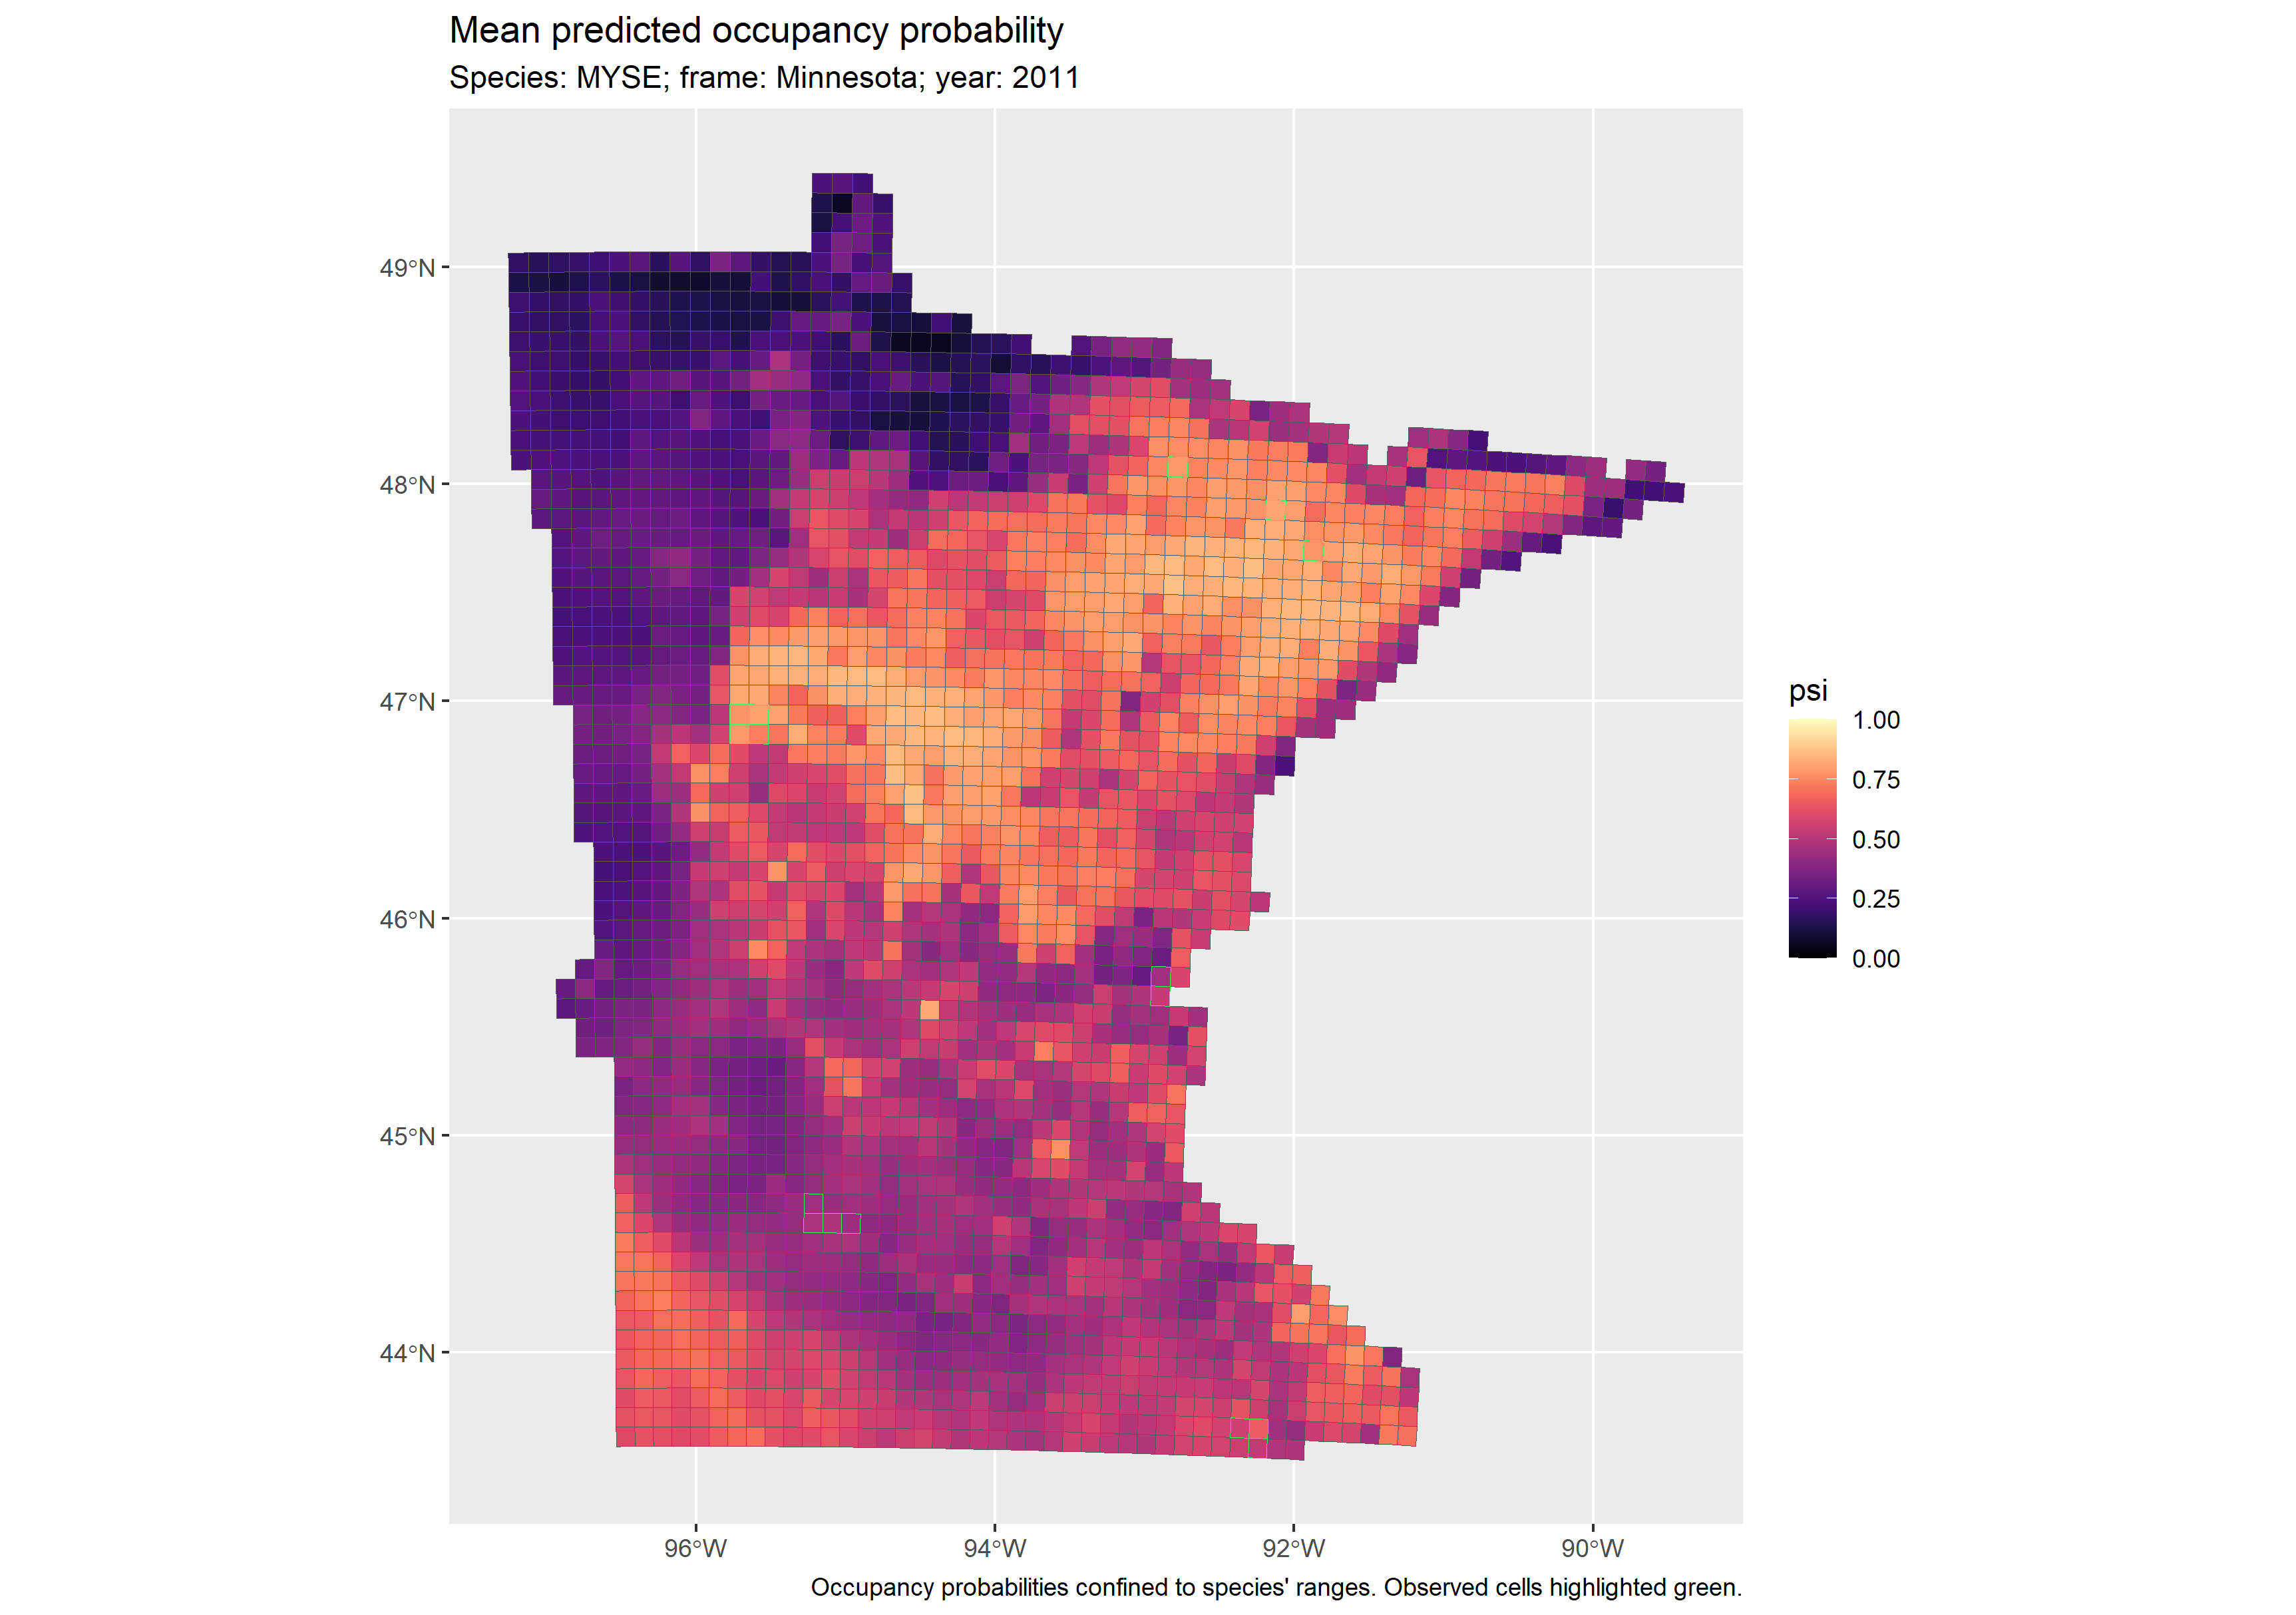 Mean predicted occupancy probability
Species: MYSE; frame: Minnesota; year: 2011
49°N
48°N
47°N
46°N
45°N
44°N
96°W
94°W
92°W
90°W
psi
1.00
0.75
0.50
0.25
0.00
Occupancy probabilities confined to species' ranges. Observed cells highlighted green.